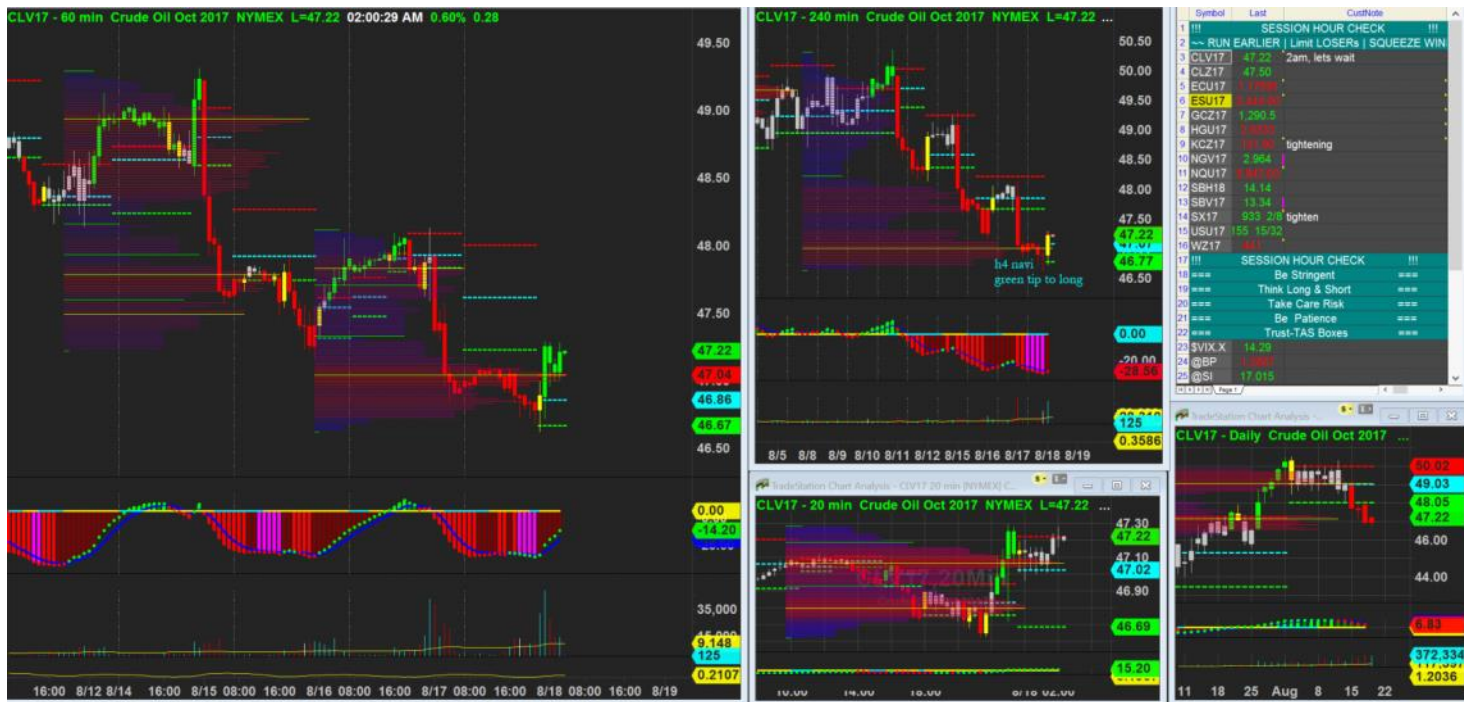 CLV17 - 60 min Crude Oil Oct 2017 NYMEX L=47.22 02:00:29 AM 0.60% 0.28
49.50
49.00
48.50
48.00
47.50
47.22
47.04
46.86
46.67
46.50
0.00
-14.20
35,000
9,148
125
0.2107
16:00 8/12 8/14 16:00 8/15 08:00 16:00 8/16 08:00 16:00 8/17 08:00 16:00 8/18 08:00 16:00 8/19
CLV17 - 240 min Crude Oil Oct 2017 NYMEX L=47.22 ...
50.50
50.00
49.50
49.00
48.50
48.00
47.50
47.22
46.77
46.50
h4 navi
green tip to long
0.00
-20.00
-28.56
125
0.3586
8/5 8/8 8/9 8/10 8/11 8/12 8/15 8/16 8/17 8/18 8/19
TradeStation Chart Analysis - CLV17 20 min [NYMEX] C...
CLV17 - 20 min Crude Oil Oct 2017 NYMEX L=47.22 ...
47.30
47.22
47.10
47.02
46.90
46.69
15.20
Symbol Last CustNote
1 !!! SESSION HOUR CHECK !!!
2 ~~ RUN EARLIER | Limit LOSERs | SQUEEZE WIN
3 CLV17 47.22 2am, lets wait
4 CLZ17 47.50
5 ECU17
6 ESU17
7 GCZ17 1,290.5
8 HGU17
9 KCZ17 tightening
10 NGV17 2.964
11 NQU17
12 SBH18 14.14
13 SBV17 13.34
14 SX17 933 2/8 tighten
15 USU17 155 15/32
16 WZ17
17 !!! SESSION HOUR CHECK !!!
18 === Be Stringent ===
19 === Think Long & Short ===
20 === Take Care Risk ===
21 === Be Patience ===
22 === Trust-TAS Boxes ===
23 $VIX.X 14.29
24 @BP
25 @SI 17.015
Page 1
TradeStation Chart Analysis -...
CLV17 - Daily Crude Oil Oct 2017 ...
50.02
49.03
48.05
47.22
46.00
44.00
6.83
372,334
1.2036
11 18 25 Aug 8 15 22